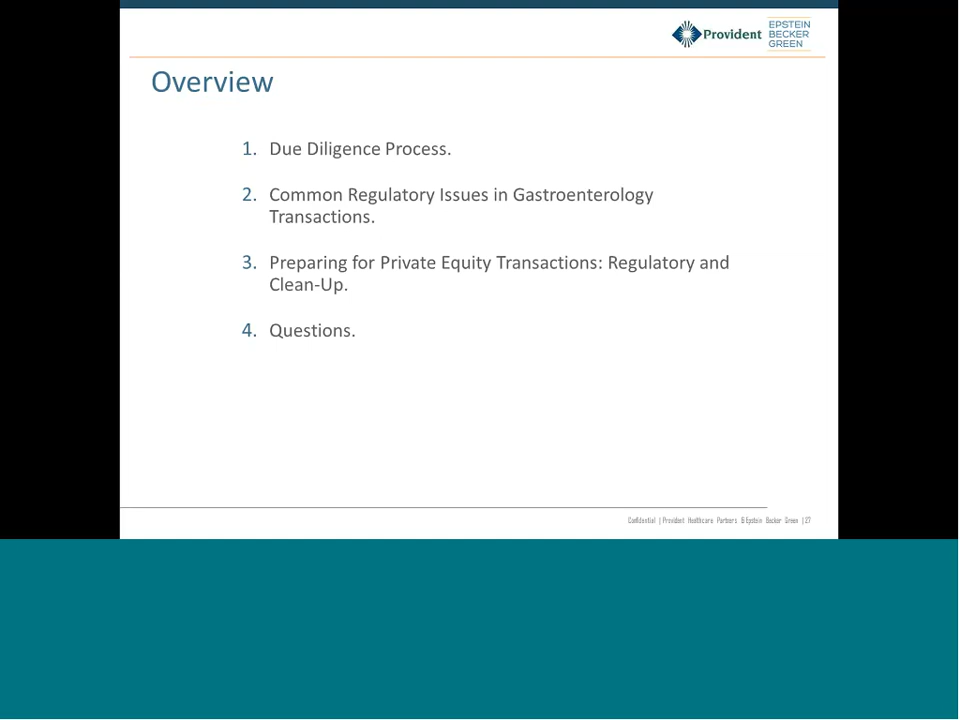 Provident
EPSTEIN
BECKER
GREEN
Overview
1. Due Diligence Process.
2. Common Regulatory Issues in Gastroenterology
Transactions.
3. Preparing for Private Equity Transactions: Regulatory and
Clean-Up.
4. Questions.
Confidential | Provident Healthcare Partners & Epstein Becker Green | 27